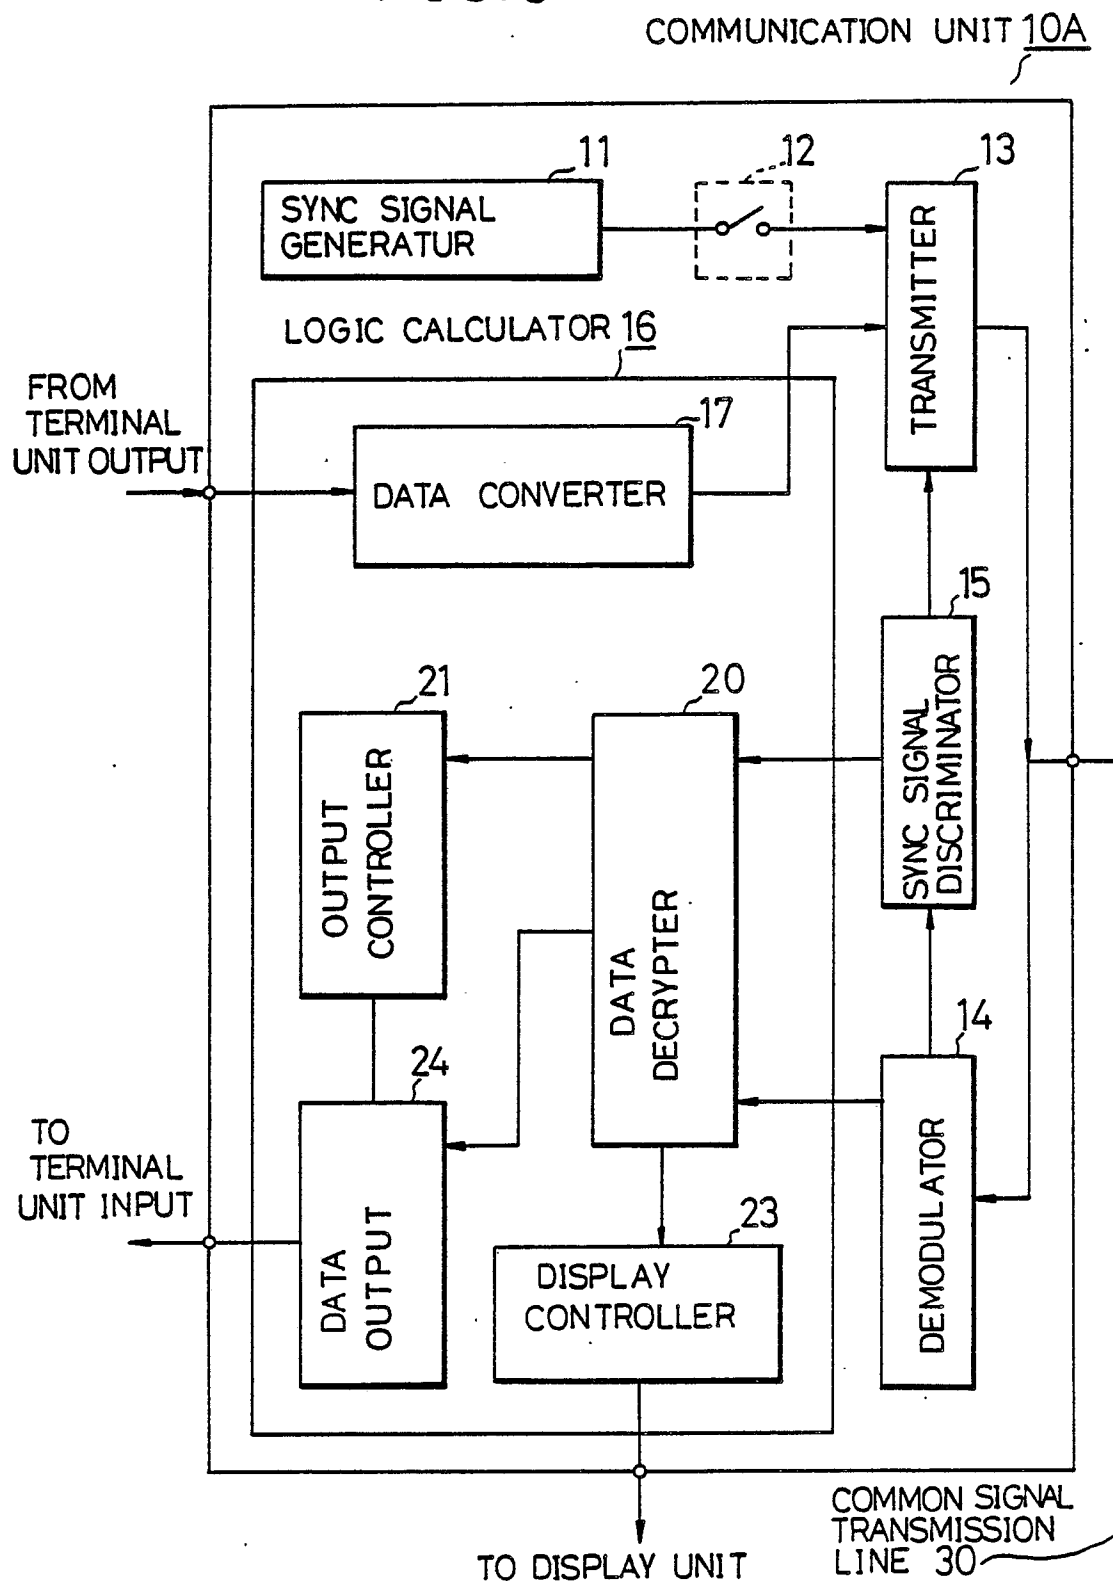 COMMUNICATION UNIT 10A
11
12
13
SYNC SIGNAL
GENERATUR
TRANSMITTER
LOGIC CALCULATOR 16
FROM
TERMINAL
UNIT OUTPUT
17
DATA CONVERTER
15
SYNC SIGNAL
DISCRIMINATOR
21
20
OUTPUT
CONTROLLER
DATA
DECRYPTER
14
24
TO
TERMINAL
UNIT INPUT
DEMODULATOR
23
DATA
OUTPUT
DISPLAY
CONTROLLER
COMMON SIGNAL
TRANSMISSION
LINE 30
TO DISPLAY UNIT